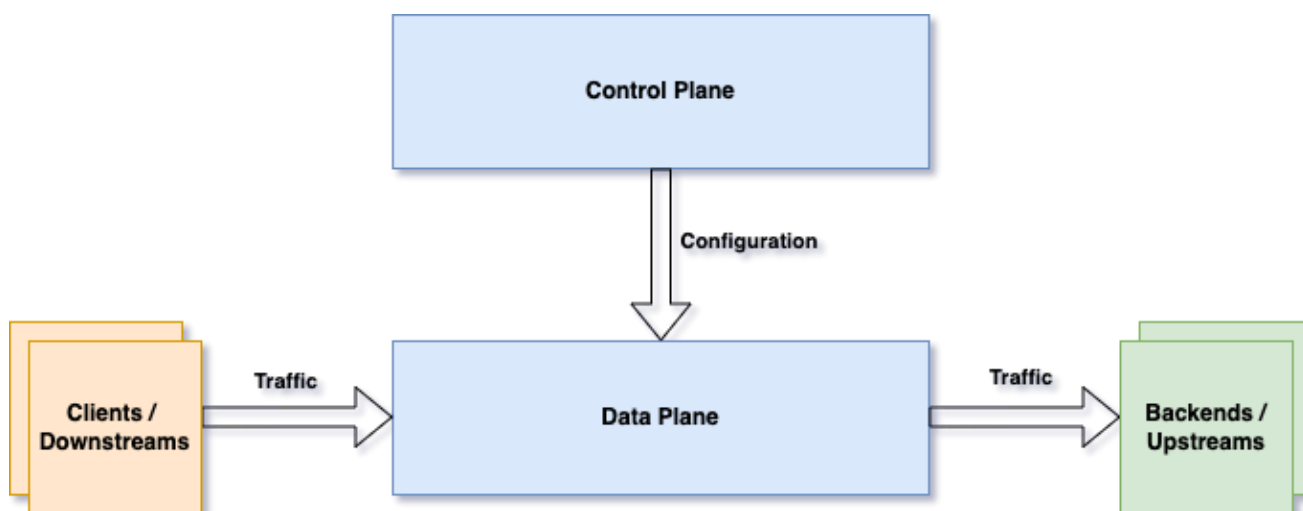 Control Plane
Configuration
Traffic
Traffic
Clients /
Downstreams
Data Plane
Backends /
Upstreams